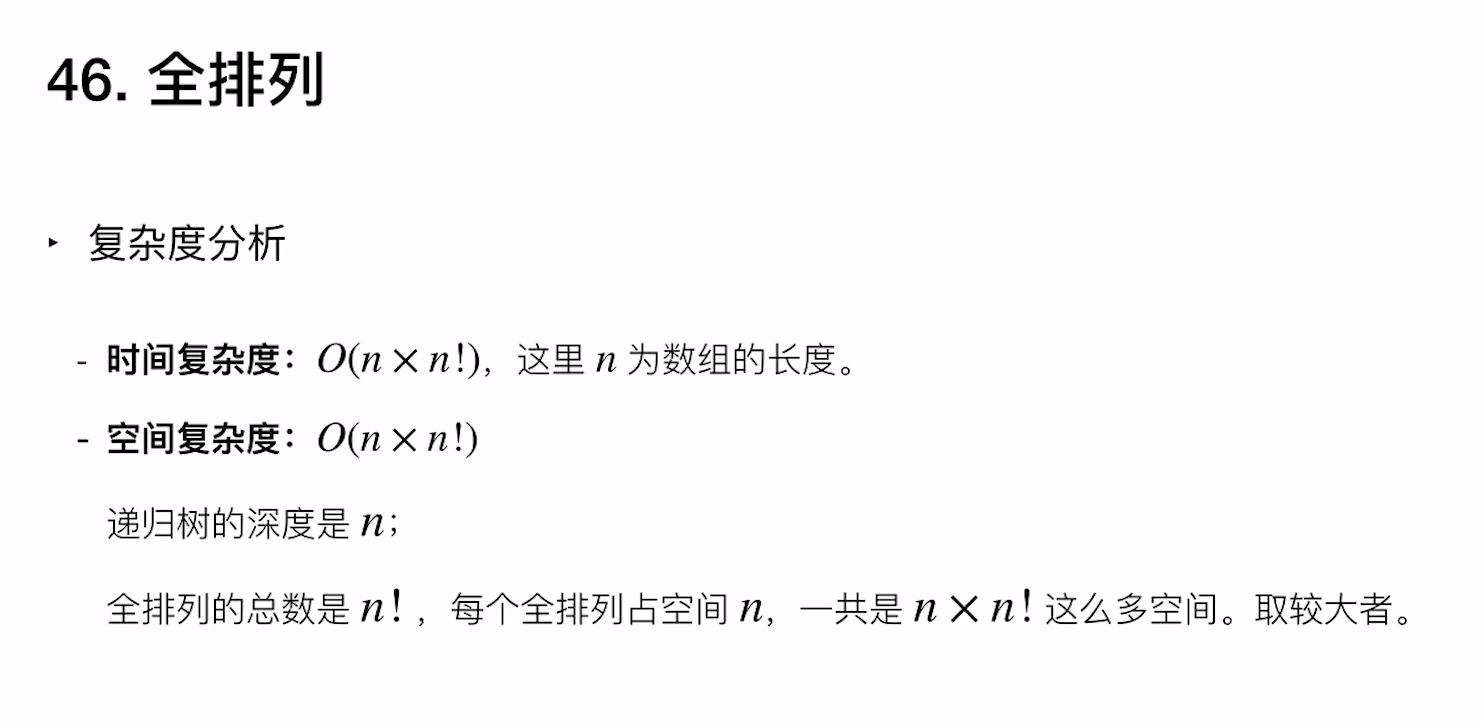 46. 全排列
‣ 复杂度分析
- 时间复杂度：O(n × n!)，这里 n 为数组的长度。
- 空间复杂度：O(n × n!)
递归树的深度是 n；
全排列的总数是 n!，每个全排列占空间 n，一共是 n × n! 这么多空间。取较大者。